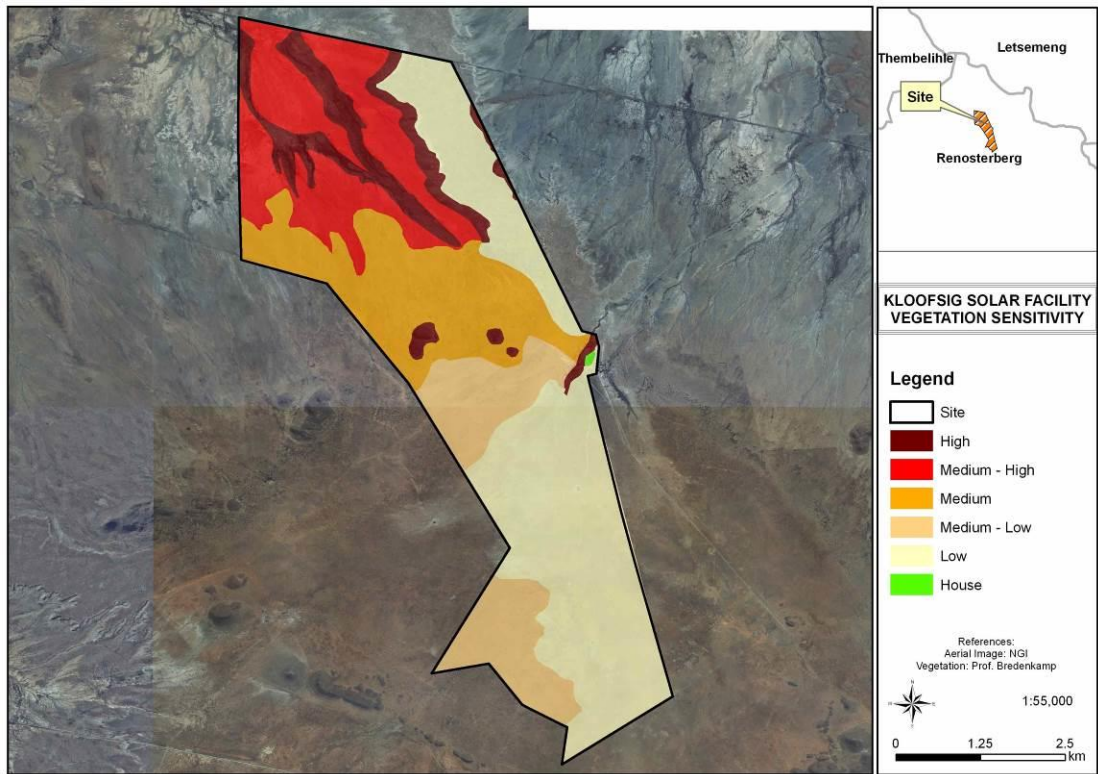 Letsemeng
Thembelihle
Site
Renosterberg
KLOOFSIG SOLAR FACILITY
VEGETATION SENSITIVITY
Legend
Site
High
Medium - High
Medium
Medium - Low
Low
House
References:
Aerial Image: NGI
Vegetation: Prof. Bredenkamp
N
W E
S
1:55,000
0 1.25 2.5
km